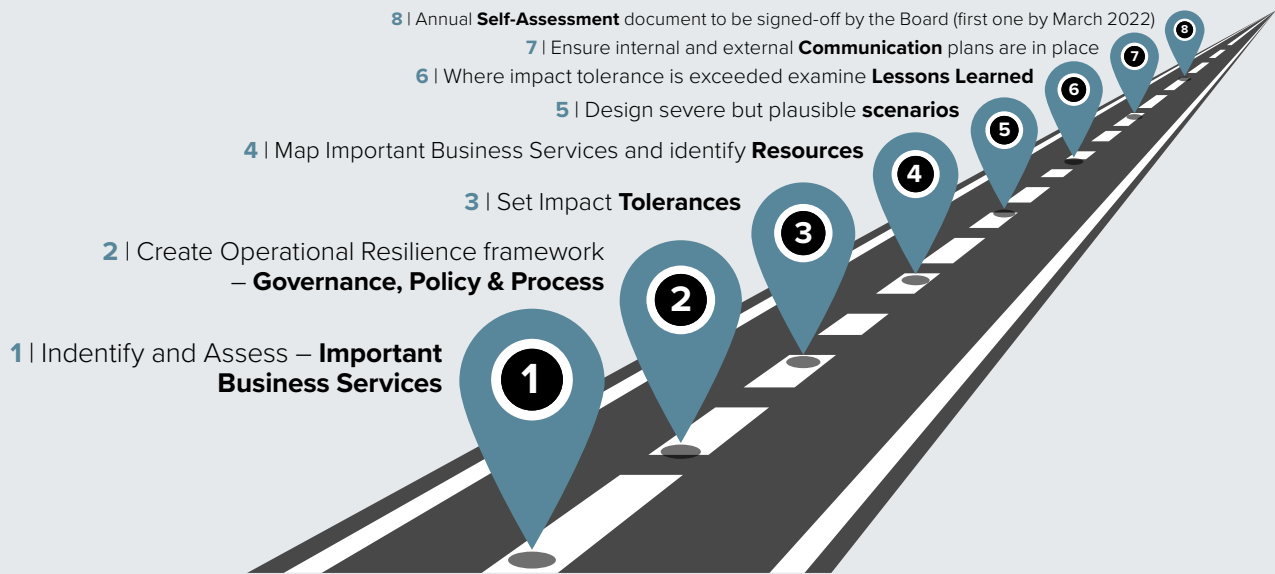 8 | Annual Self-Assessment document to be signed-off by the Board (first one by March 2022)
7 | Ensure internal and external Communication plans are in place
6 | Where impact tolerance is exceeded examine Lessons Learned
5 | Design severe but plausible scenarios
4 | Map Important Business Services and identify Resources
3 | Set Impact Tolerances
2 | Create Operational Resilience framework
– Governance, Policy & Process
1 | Indentify and Assess – Important
Business Services
8
7
6
5
4
3
2
1